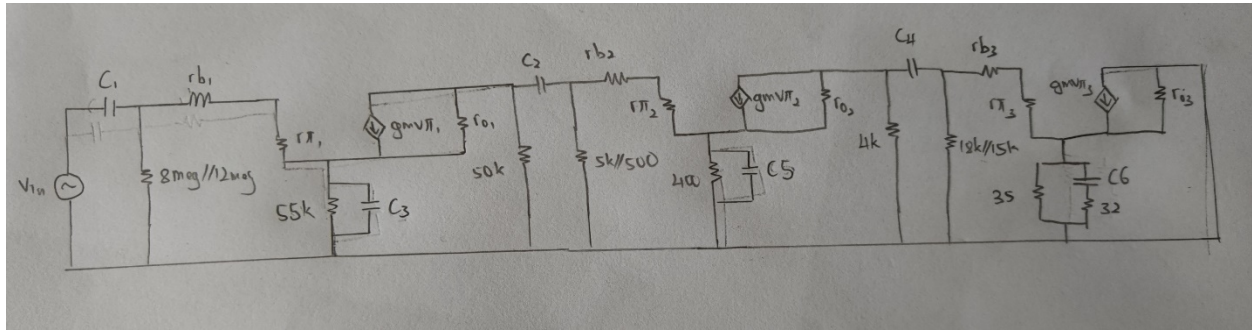 C1
rb1
Vin
8meg//12meg
rπ1
gmvπ1
ro1
55k
C3
50k
C2
rb2
5k//500
rπ2
gmvπ2
ro2
400
C5
4k
C4
rb3
18k//15k
rπ3
gmvπ3
ro3
35
C6
32